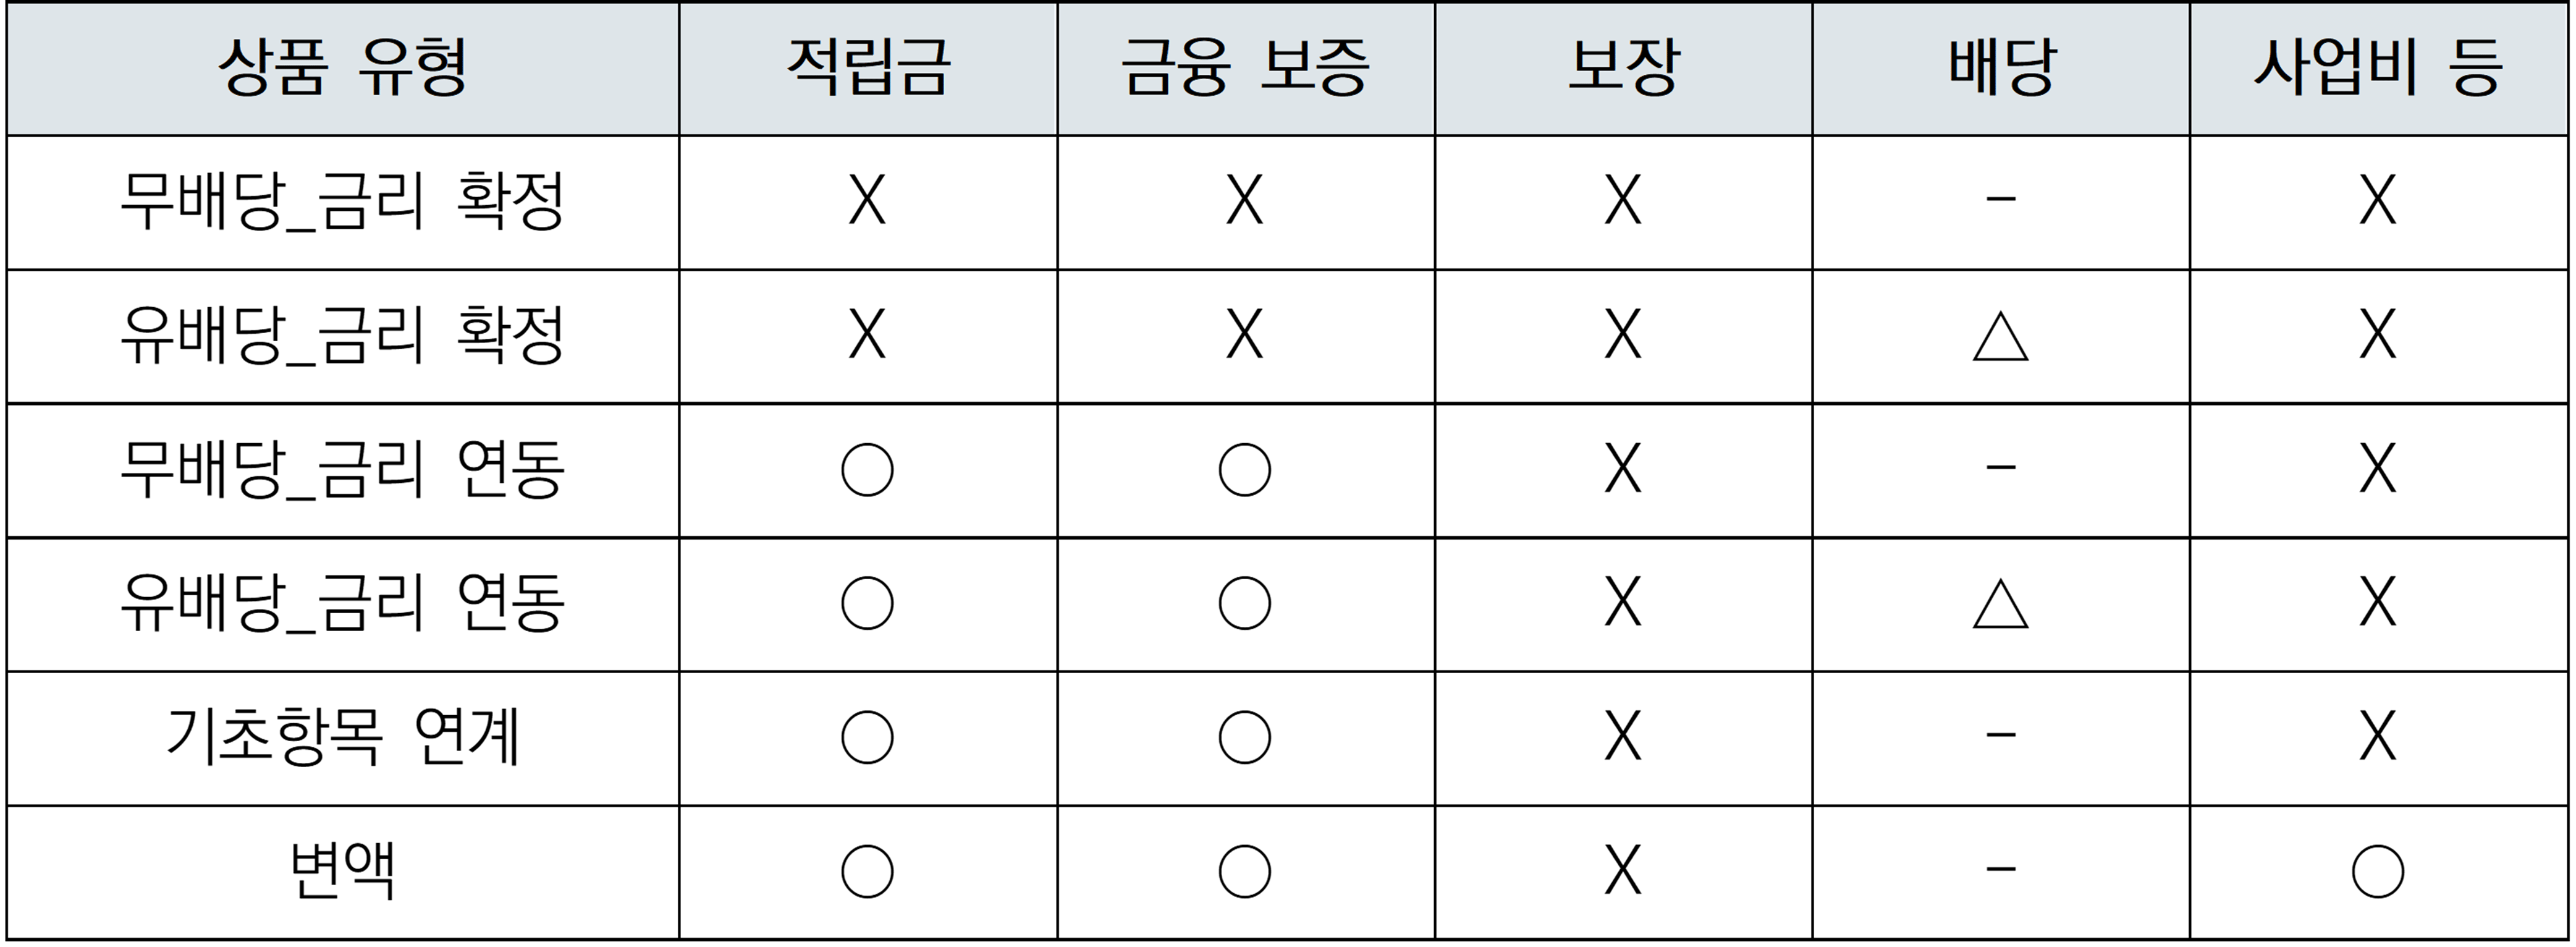 상품 유형 적립금 금융 보증 보장 배당 사업비 등
무배당_금리 확정 X X X - X
유배당_금리 확정 X X X △ X
무배당_금리 연동 ○ ○ X - X
유배당_금리 연동 ○ ○ X △ X
기초항목 연계 ○ ○ X - X
변액 ○ ○ X - ○